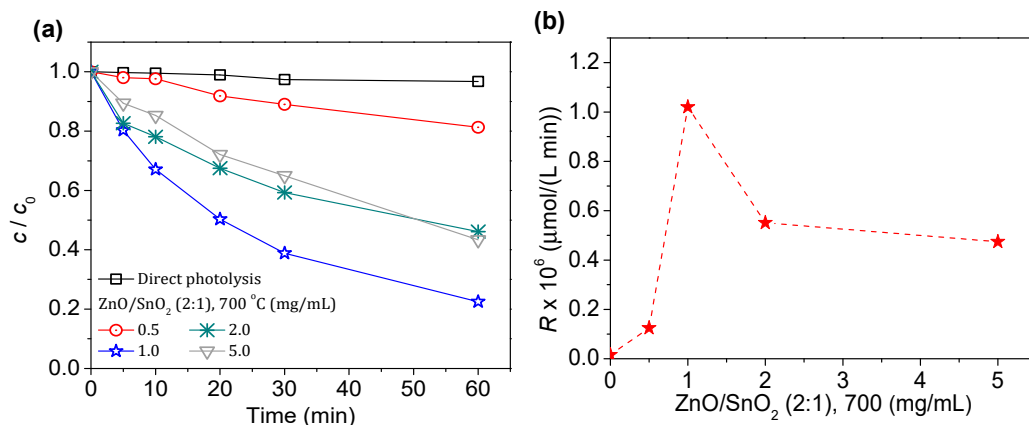 (a)
c / c0
1.0
0.8
0.6
0.4
0.2
0.0
Direct photolysis
ZnO/SnO2 (2:1), 700 °C (mg/mL)
0.5 2.0
1.0 5.0
0 10 20 30 40 50 60
Time (min)
(b)
R x 10^6 (μmol/(L min))
1.2
1.0
0.8
0.6
0.4
0.2
0.0
0 1 2 3 4 5
ZnO/SnO2 (2:1), 700 (mg/mL)